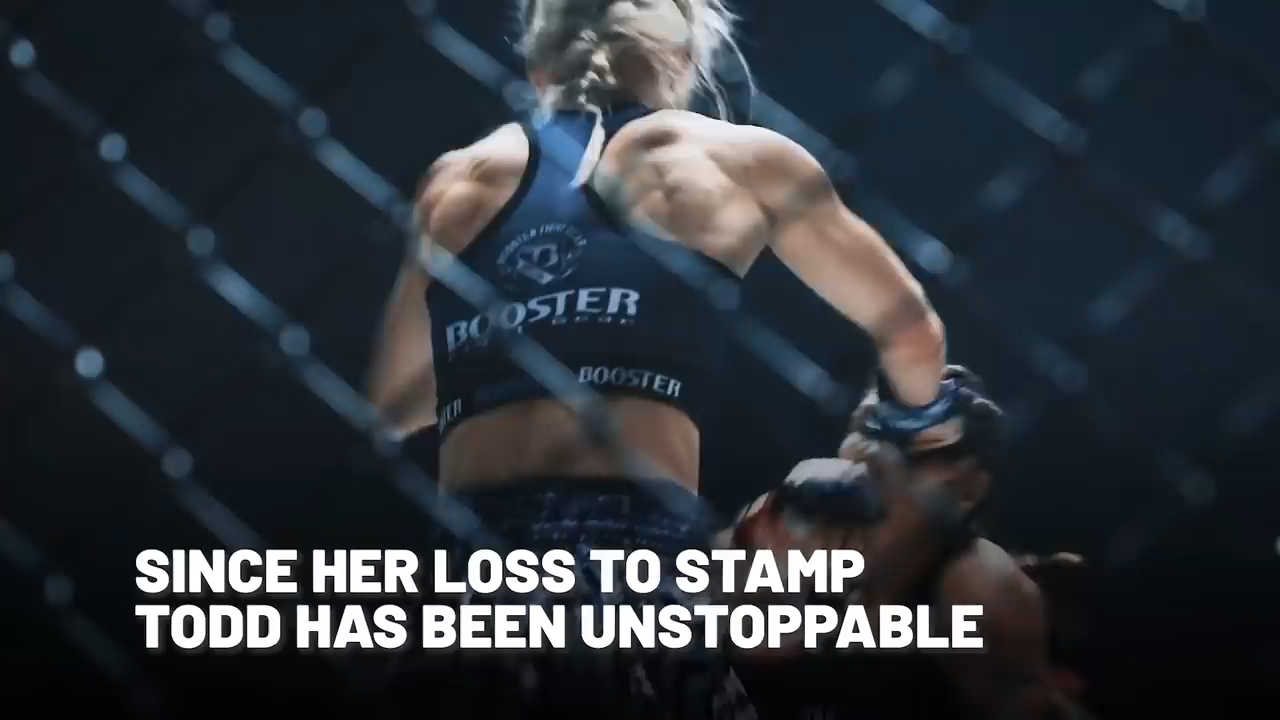 BOOSTER
BOOSTER
SINCE HER LOSS TO STAMP
TODD HAS BEEN UNSTOPPABLE